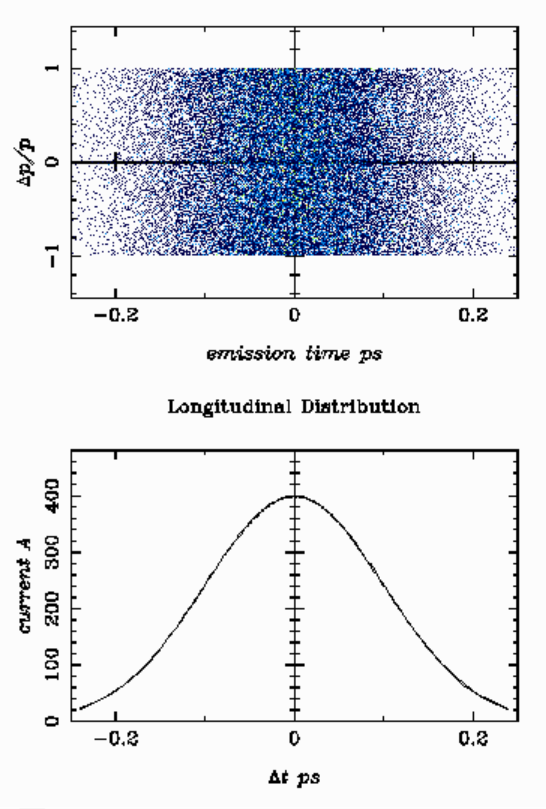 1
Δp/p
0
−1
−0.2 0 0.2
emission time ps
Longitudinal Distribution
400
300
current A
200
100
0
−0.2 0 0.2
Δt ps